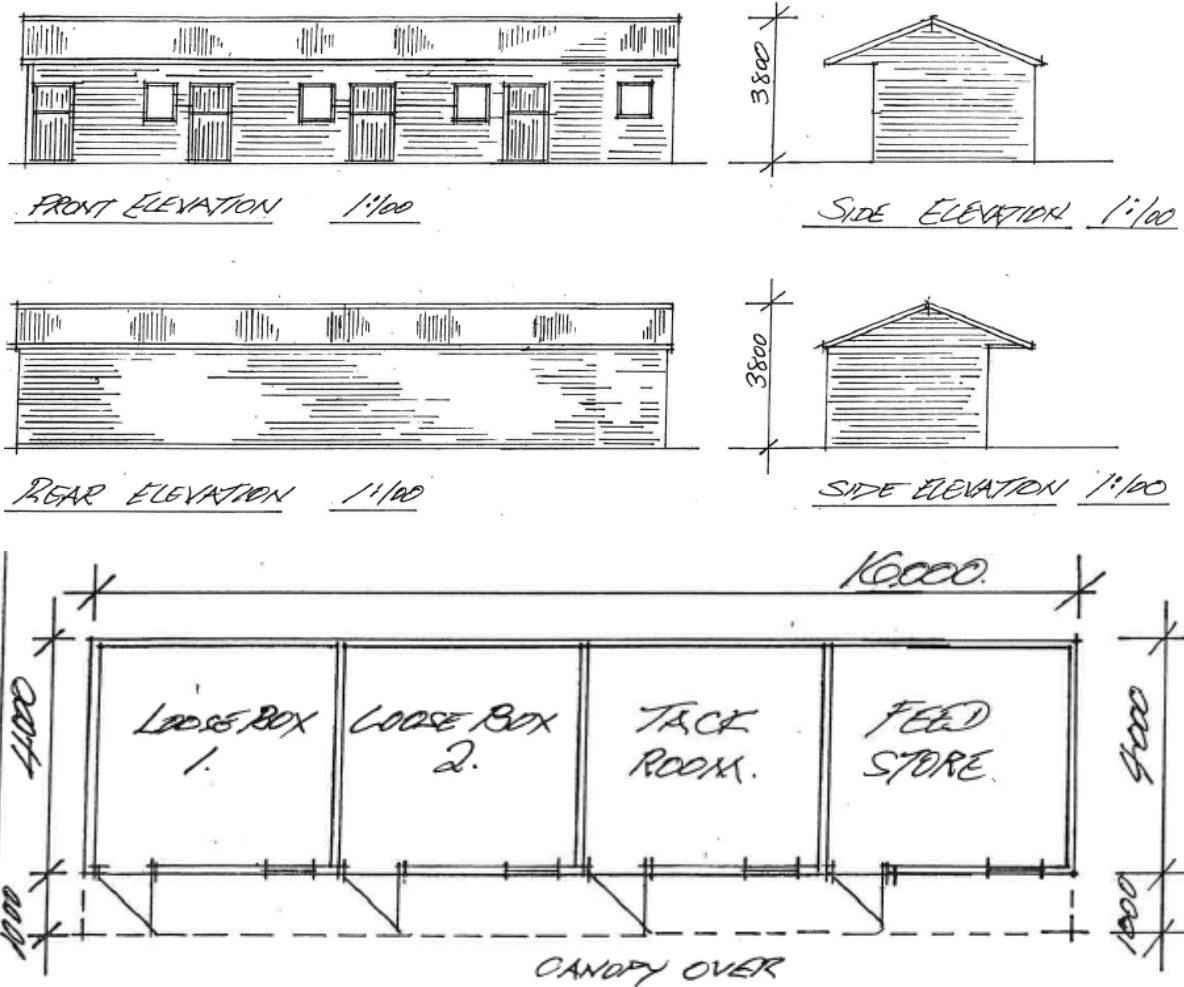 3800
FRONT ELEVATION 1:100
SIDE ELEVATION 1:100
3800
REAR ELEVATION 1:100
SIDE ELEVATION 1:100
16,000.
4000
LOOSE BOX
1.
LOOSE BOX
2.
TACK
ROOM.
FEED
STORE.
4000
1000
1000
CANOPY OVER